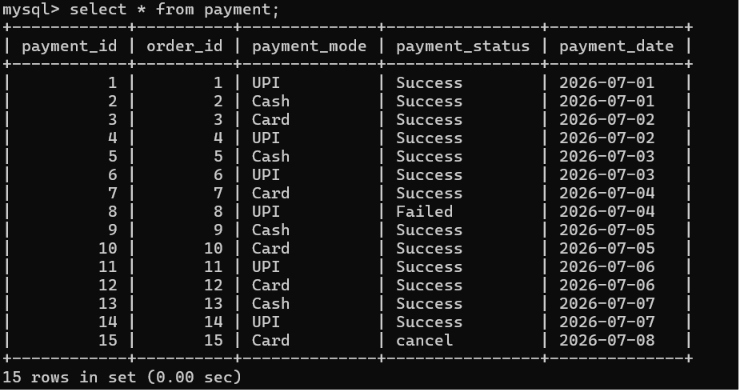 mysql> select * from payment;
+------------+----------+--------------+----------------+--------------+
| payment_id | order_id | payment_mode | payment_status | payment_date |
+------------+----------+--------------+----------------+--------------+
|          1 |        1 | UPI          | Success        | 2026-07-01   |
|          2 |        2 | Cash         | Success        | 2026-07-01   |
|          3 |        3 | Card         | Success        | 2026-07-02   |
|          4 |        4 | UPI          | Success        | 2026-07-02   |
|          5 |        5 | Cash         | Success        | 2026-07-03   |
|          6 |        6 | UPI          | Success        | 2026-07-03   |
|          7 |        7 | Card         | Success        | 2026-07-04   |
|          8 |        8 | UPI          | Failed         | 2026-07-04   |
|          9 |        9 | Cash         | Success        | 2026-07-05   |
|         10 |       10 | Card         | Success        | 2026-07-05   |
|         11 |       11 | UPI          | Success        | 2026-07-06   |
|         12 |       12 | Card         | Success        | 2026-07-06   |
|         13 |       13 | Cash         | Success        | 2026-07-07   |
|         14 |       14 | UPI          | Success        | 2026-07-07   |
|         15 |       15 | Card         | cancel         | 2026-07-08   |
+------------+----------+--------------+----------------+--------------+
15 rows in set (0.00 sec)